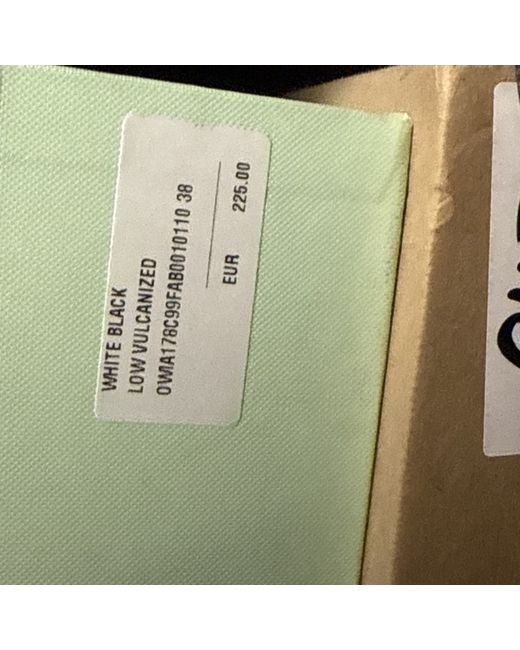 WHITE BLACK
LOW VULCANIZED
OWIA178C99FAB0010110 38
EUR 225.00